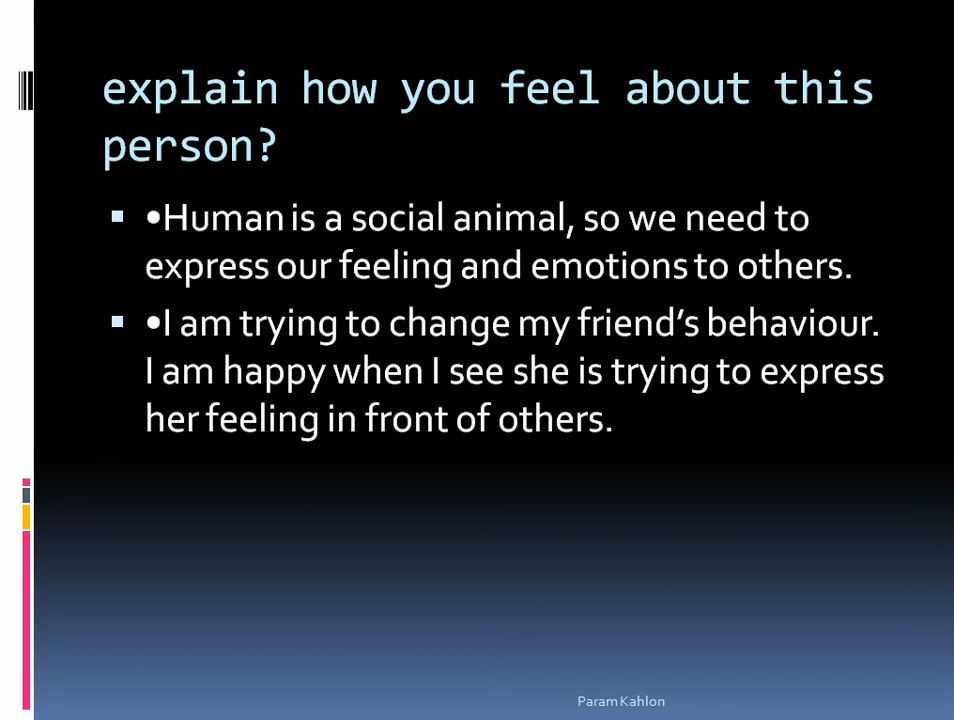 explain how you feel about this
person?
•Human is a social animal, so we need to
express our feeling and emotions to others.
•I am trying to change my friend’s behaviour.
I am happy when I see she is trying to express
her feeling in front of others.
Param Kahlon